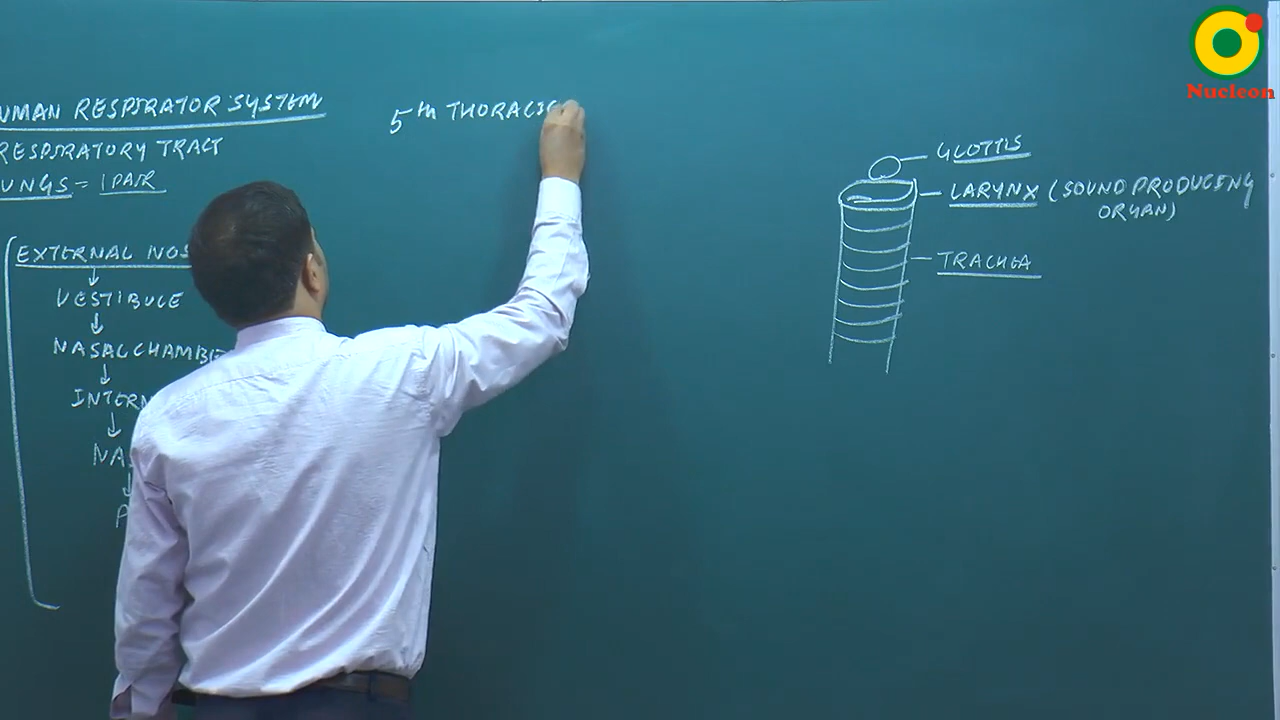 UMAN RESPIRATOR SYSTEM
RESPIRATORY TRACT
UNGS = 1 PAIR
EXTERNAL NOS
↓
VESTIBULE
↓
NASAL CHAMBE
↓
INTERN
↓
NA
↓
5th THORACIC
GLOTTIS
LARYNX (SOUND PRODUCING
ORGAN)
TRACHEA
Nucleon